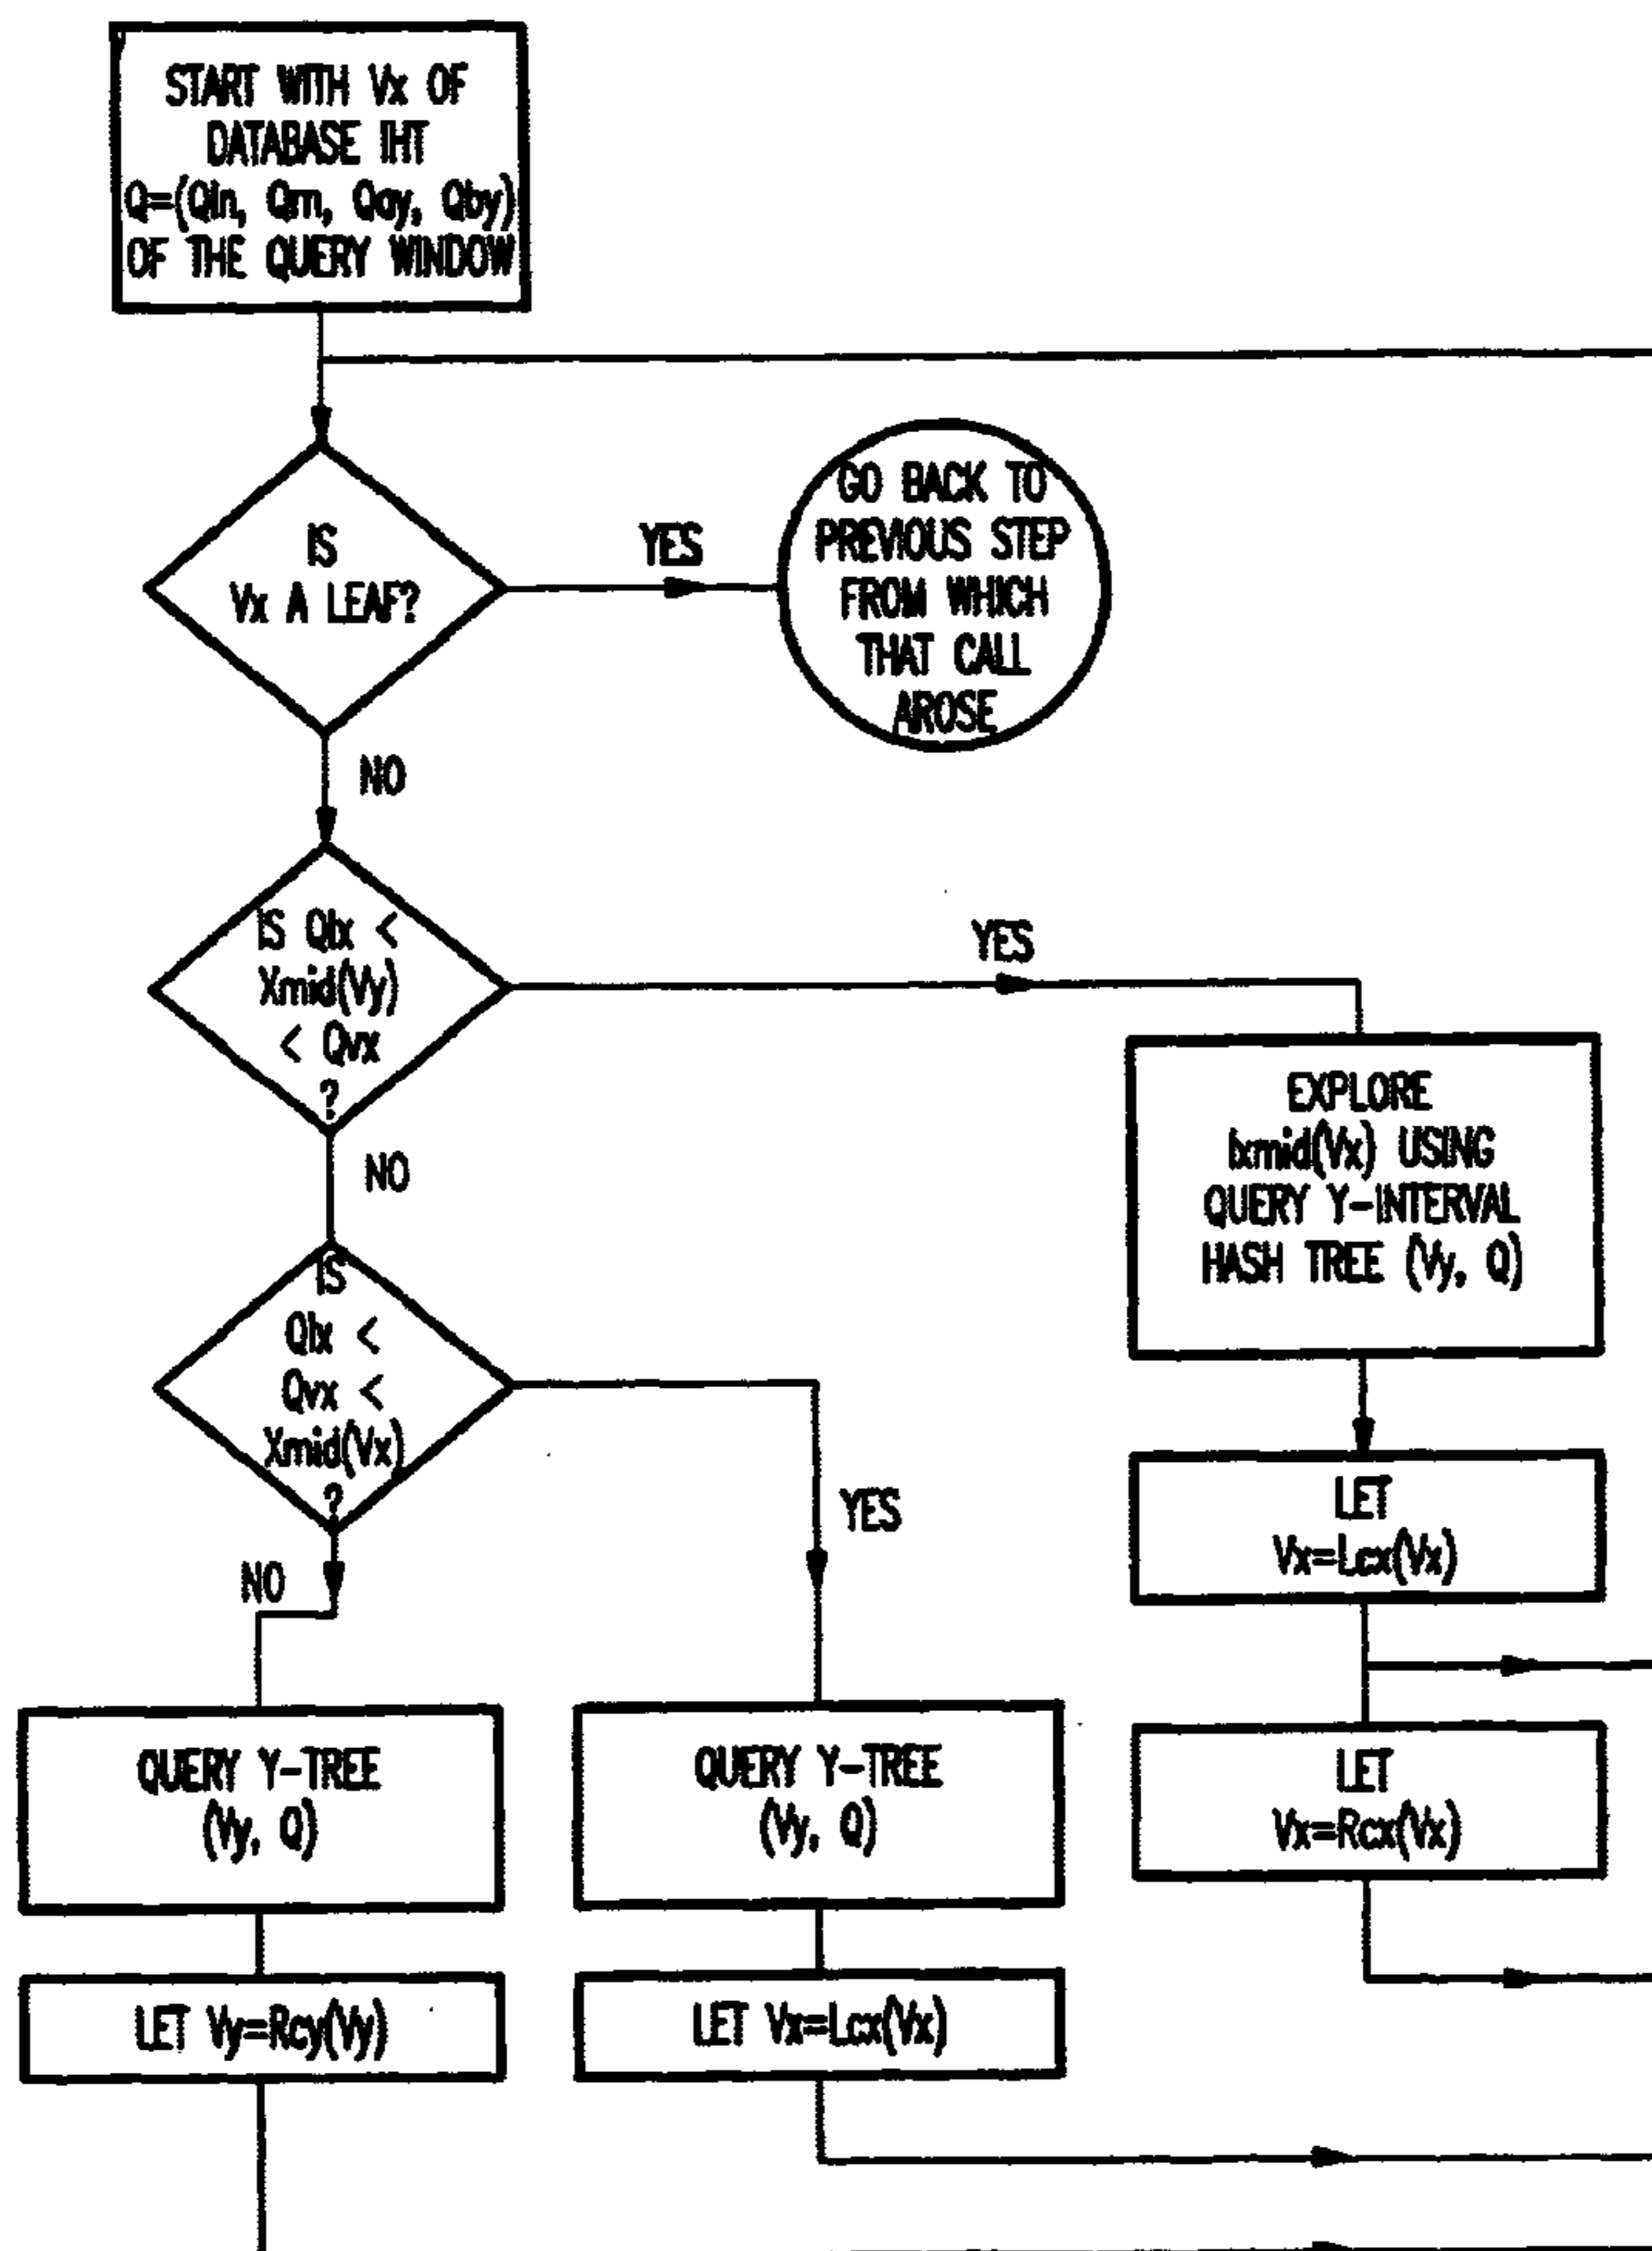 START WITH Vx OF
DATABASE IHT
Q=(Qln, Qrn, Qay, Qby)
OF THE QUERY WINDOW
IS
Vx A LEAF?
YES
GO BACK TO
PREVIOUS STEP
FROM WHICH
THAT CALL
AROSE
NO
IS Qlx <
Xmid(Vy)
< Qvx
?
YES
NO
EXPLORE
Ixmid(Vx) USING
QUERY Y-INTERVAL
HASH TREE (Vy, Q)
IS
Qlx <
Qvx <
Xmid(Vx)
?
YES
NO
LET
Vx=Lcx(Vx)
QUERY Y-TREE
(Vy, Q)
QUERY Y-TREE
(Vy, Q)
LET
Vx=Rcx(Vx)
LET Vy=Rcy(Vy)
LET Vx=Lcx(Vx)